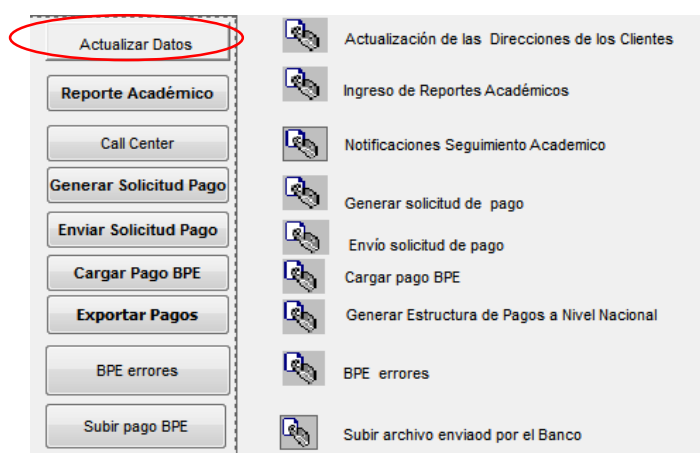 Actualizar Datos
Actualización de las Direcciones de los Clientes
Reporte Académico
Ingreso de Reportes Académicos
Call Center
Notificaciones Seguimiento Academico
Generar Solicitud Pago
Generar solicitud de pago
Enviar Solicitud Pago
Envío solicitud de pago
Cargar Pago BPE
Cargar pago BPE
Exportar Pagos
Generar Estructura de Pagos a Nivel Nacional
BPE errores
BPE errores
Subir pago BPE
Subir archivo enviaod por el Banco